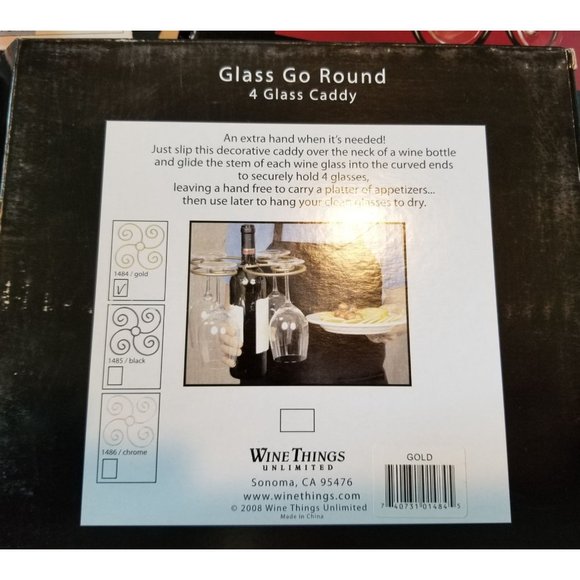 Glass Go Round
4 Glass Caddy
An extra hand when it's needed!
Just slip this decorative caddy over the neck of a wine bottle
and glide the stem of each wine glass into the curved ends
to securely hold 4 glasses,
leaving a hand free to carry a platter of appetizers...
then use later to hang your clean glasses to dry.
1484 / gold
1485 / black
1486 / chrome
WINE THINGS
UNLIMITED
Sonoma, CA 95476
www.winethings.com
© 2008 Wine Things Unlimited
Made in China
GOLD
7 40731 01484 5